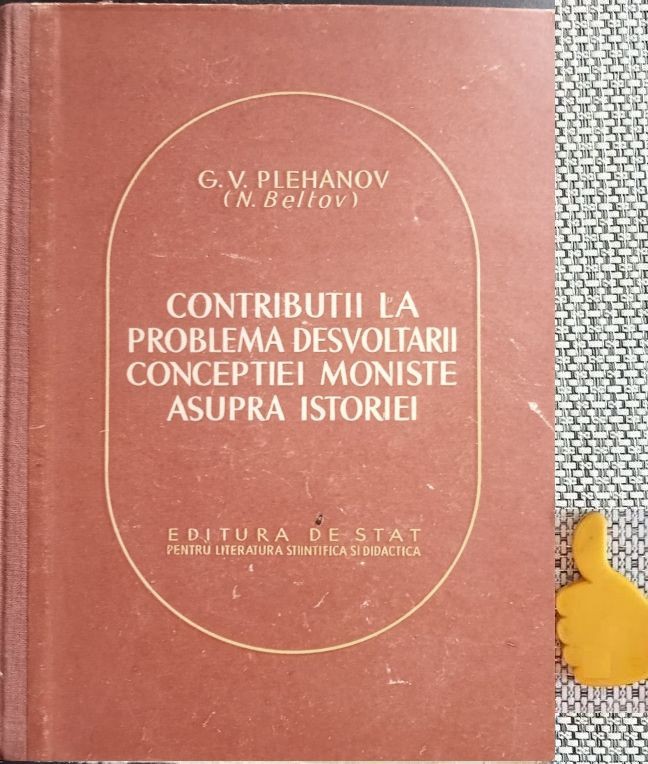 G. V. PLEHANOV
(N. Beltov)
CONTRIBUTII LA
PROBLEMA DESVOLTARII
CONCEPTIEI MONISTE
ASUPRA ISTORIEI
EDITURA DE STAT
PENTRU LITERATURA STIINTIFICA SI DIDACTICA